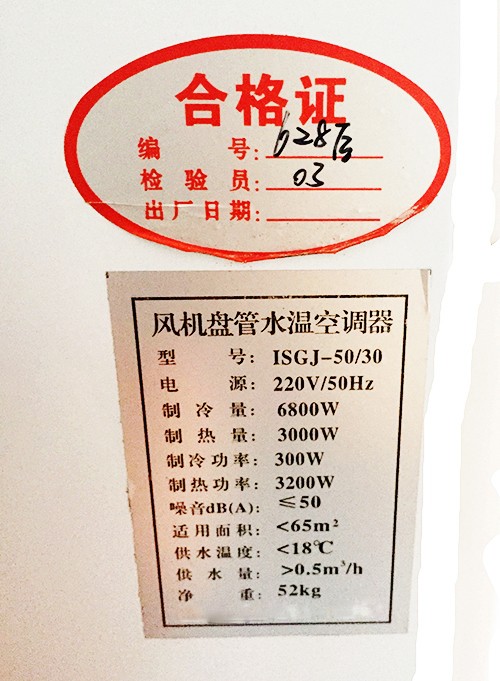 合格证
编号：628后
检验员：03
出厂日期：
风机盘管水温空调器
型号：ISGJ-50/30
电源：220V/50Hz
制冷量：6800W
制热量：3000W
制冷功率：300W
制热功率：3200W
噪音dB(A)：≤50
适用面积：<65m²
供水温度：<18℃
供水量：>0.5m³/h
净重：52kg